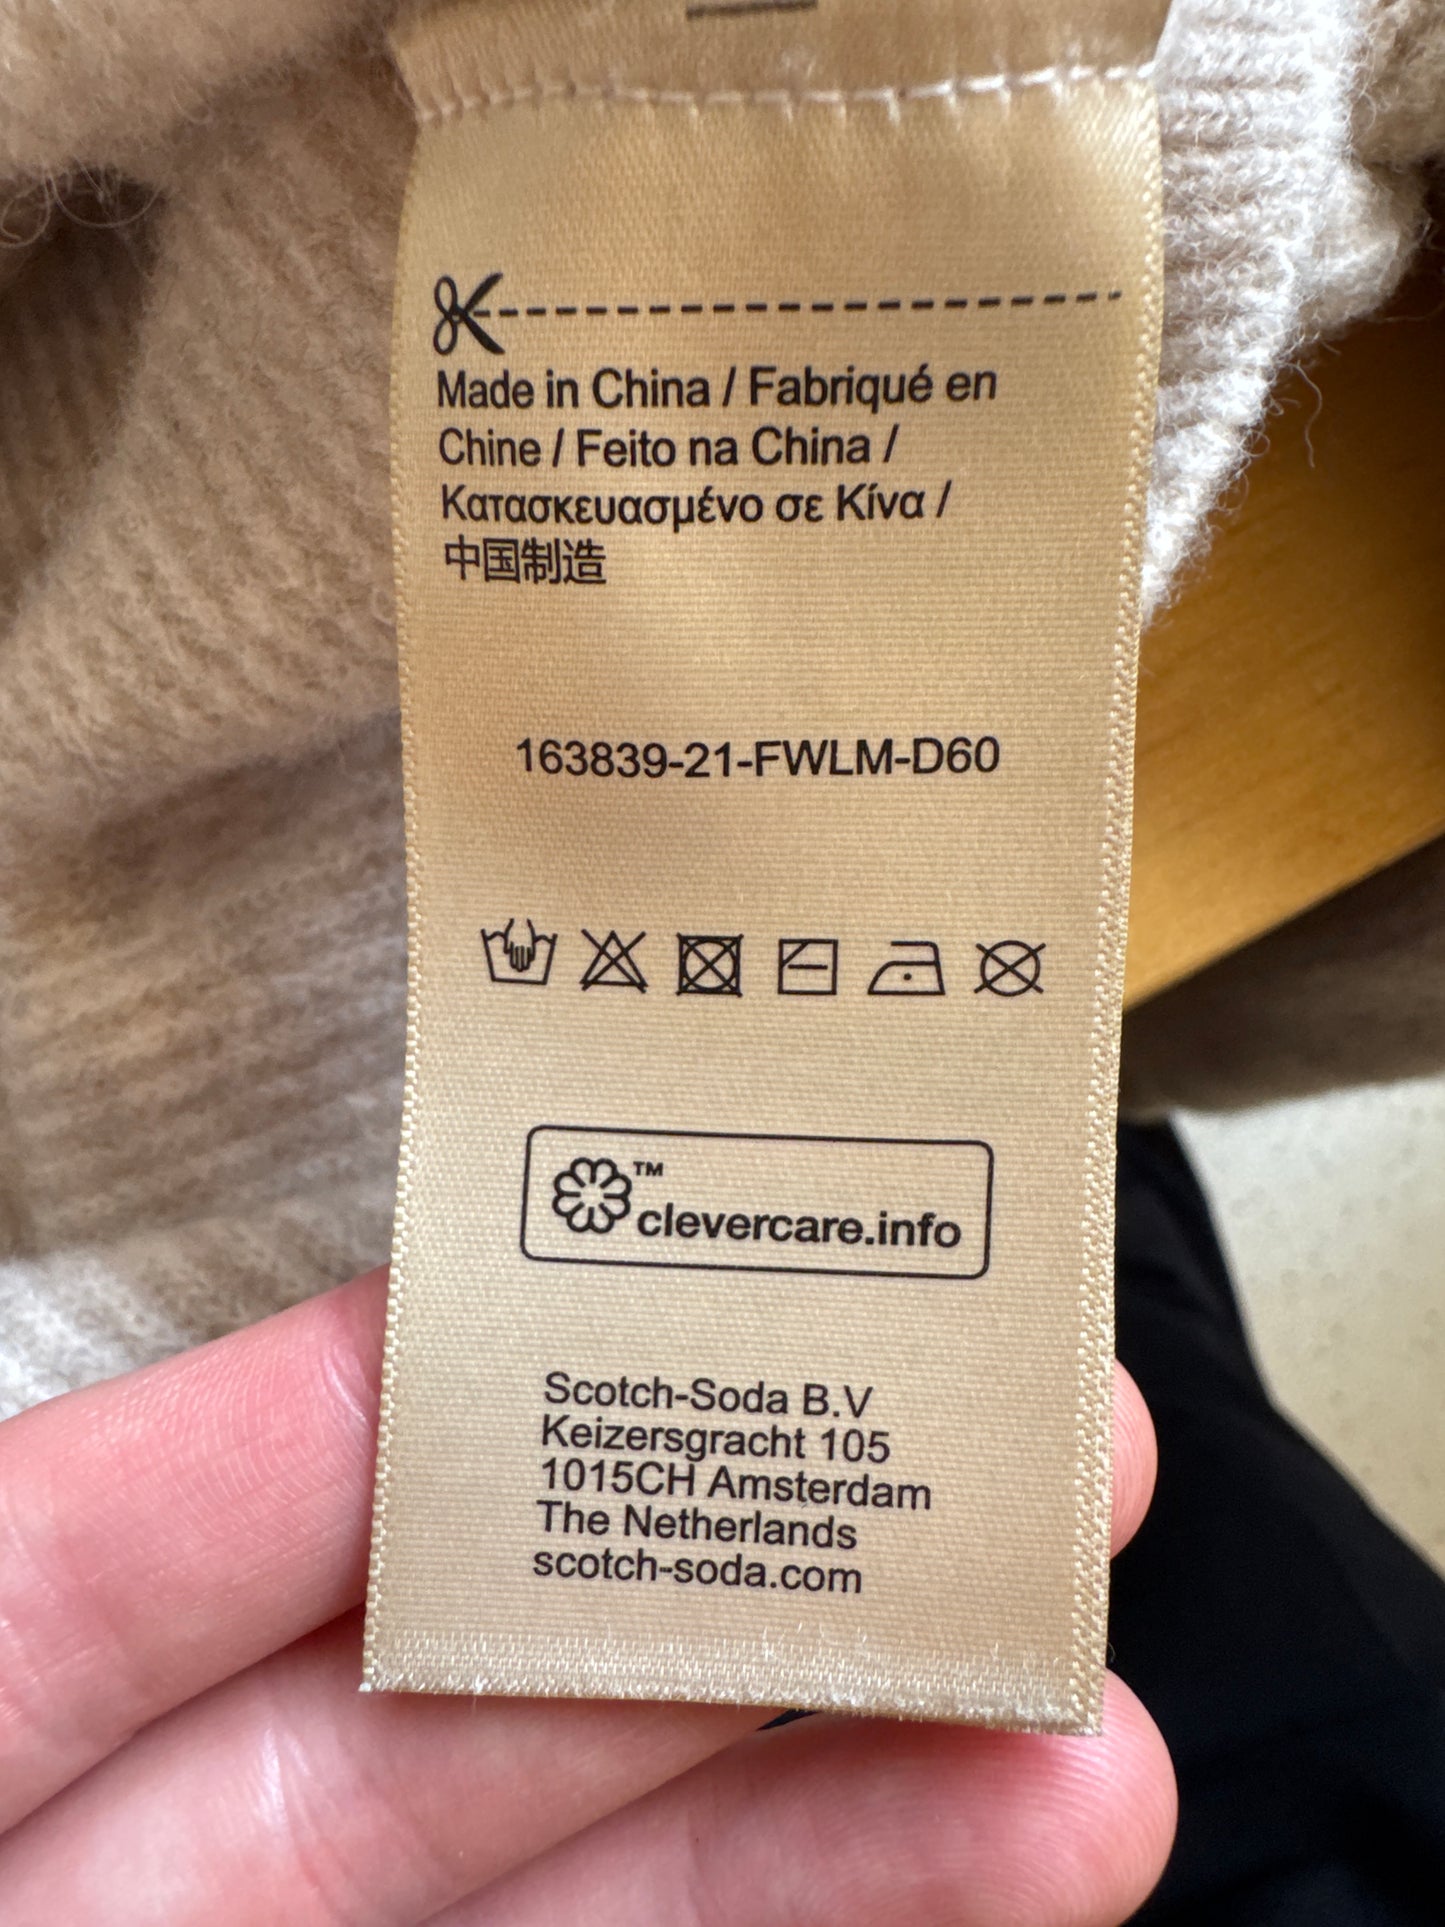 Made in China / Fabriqué en
Chine / Feito na China /
Κατασκευασμένο σε Κίνα /
中国制造
163839-21-FWLM-D60
™
clevercare.info
Scotch-Soda B.V
Keizersgracht 105
1015CH Amsterdam
The Netherlands
scotch-soda.com